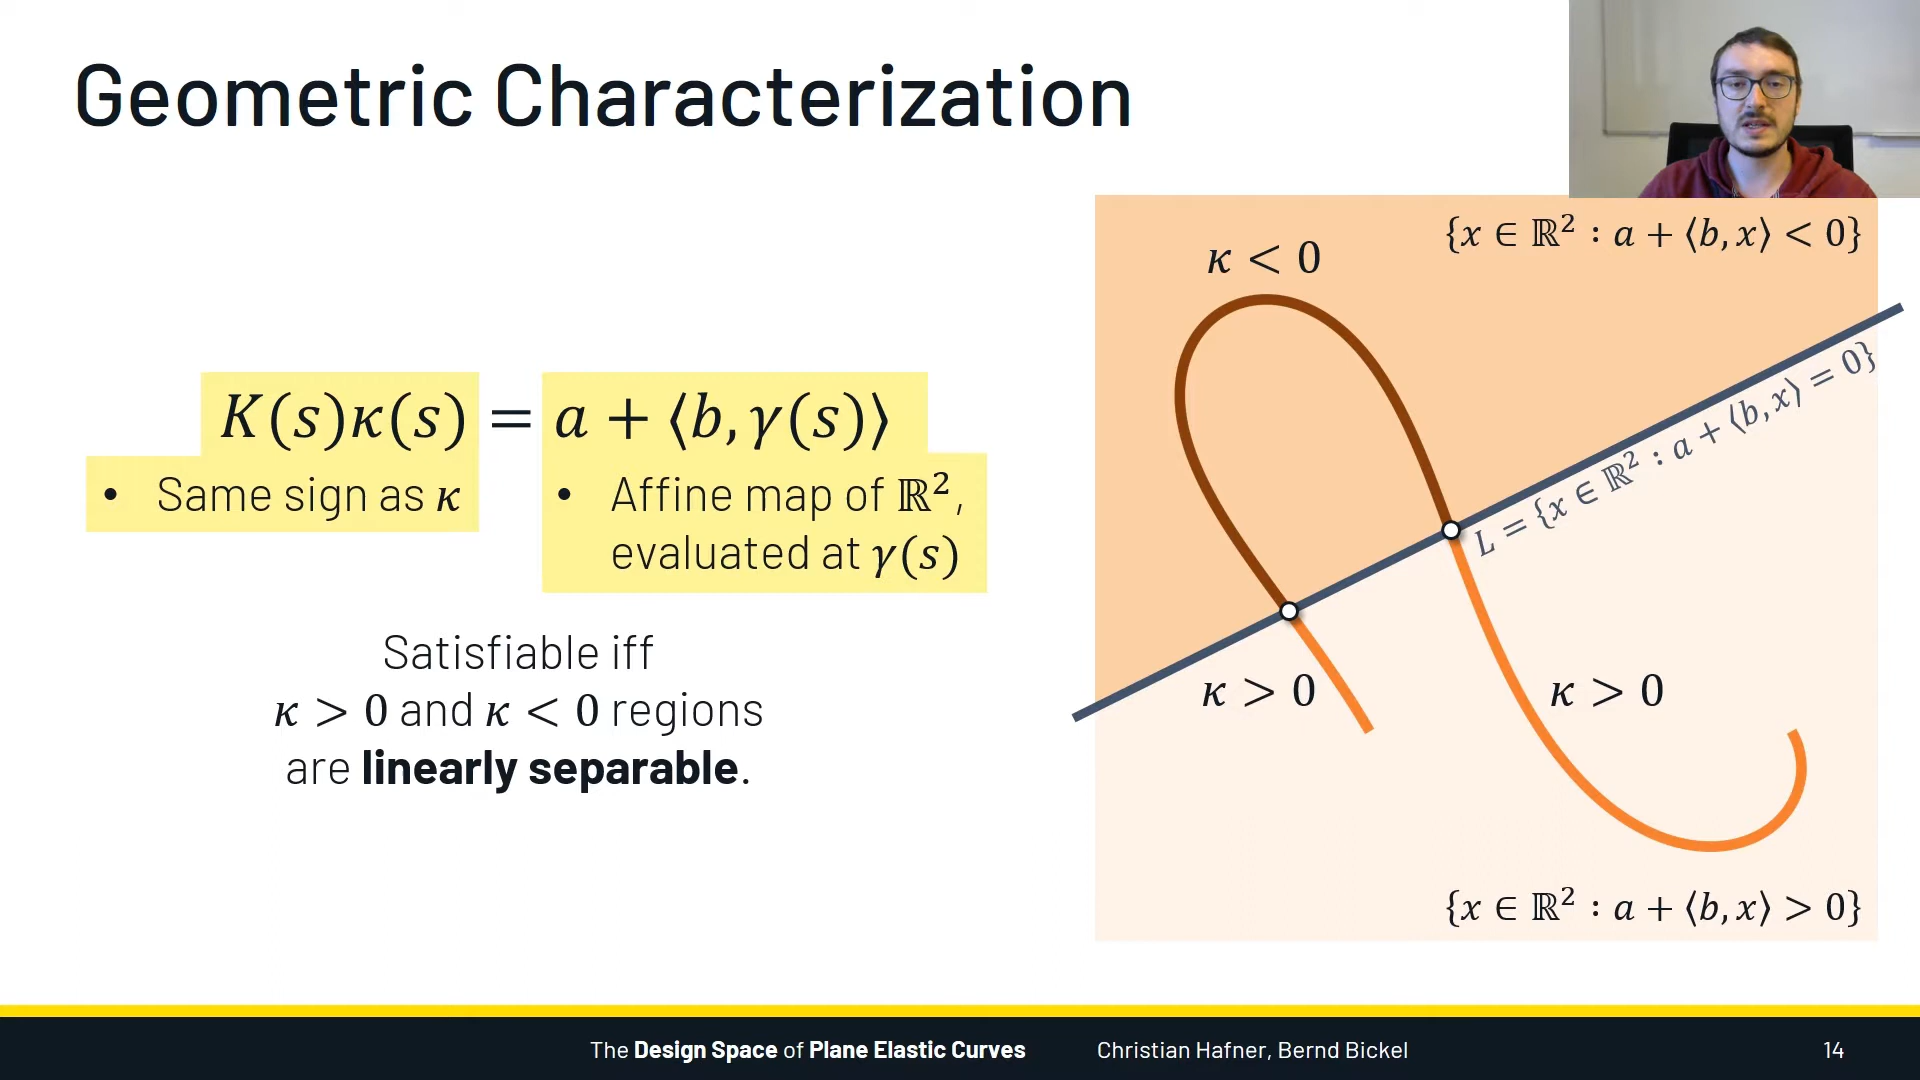 Geometric Characterization
K(s)κ(s) = a + ⟨b, γ(s)⟩
• Same sign as κ
• Affine map of ℝ²,
evaluated at γ(s)
Satisfiable iff
κ > 0 and κ < 0 regions
are linearly separable.
{x ∈ ℝ² : a + ⟨b, x⟩ < 0}
κ < 0
L = {x ∈ ℝ² : a + ⟨b, x⟩ = 0}
κ > 0
κ > 0
{x ∈ ℝ² : a + ⟨b, x⟩ > 0}
The Design Space of Plane Elastic Curves
Christian Hafner, Bernd Bickel
14